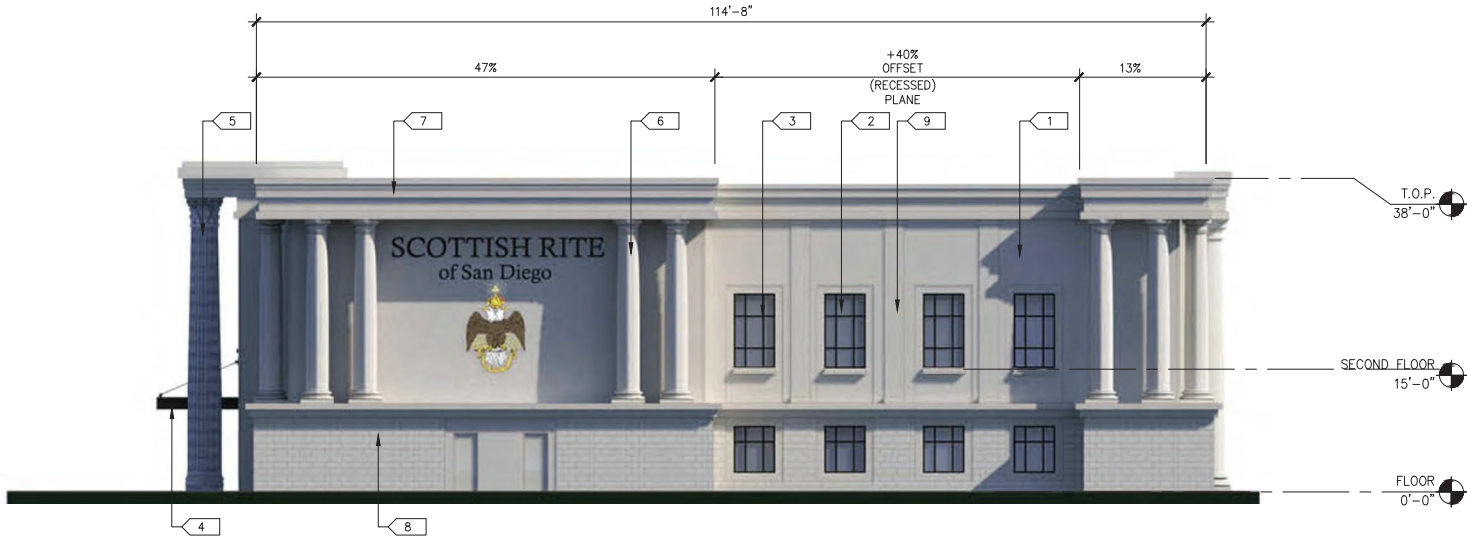 114'-8"
47%
+40%
OFFSET
(RECESSED)
PLANE
13%
5
7
6
3
2
9
1
SCOTTISH RITE
of San Diego
T.O.P.
38'-0"
SECOND FLOOR
15'-0"
FLOOR
0'-0"
4
8